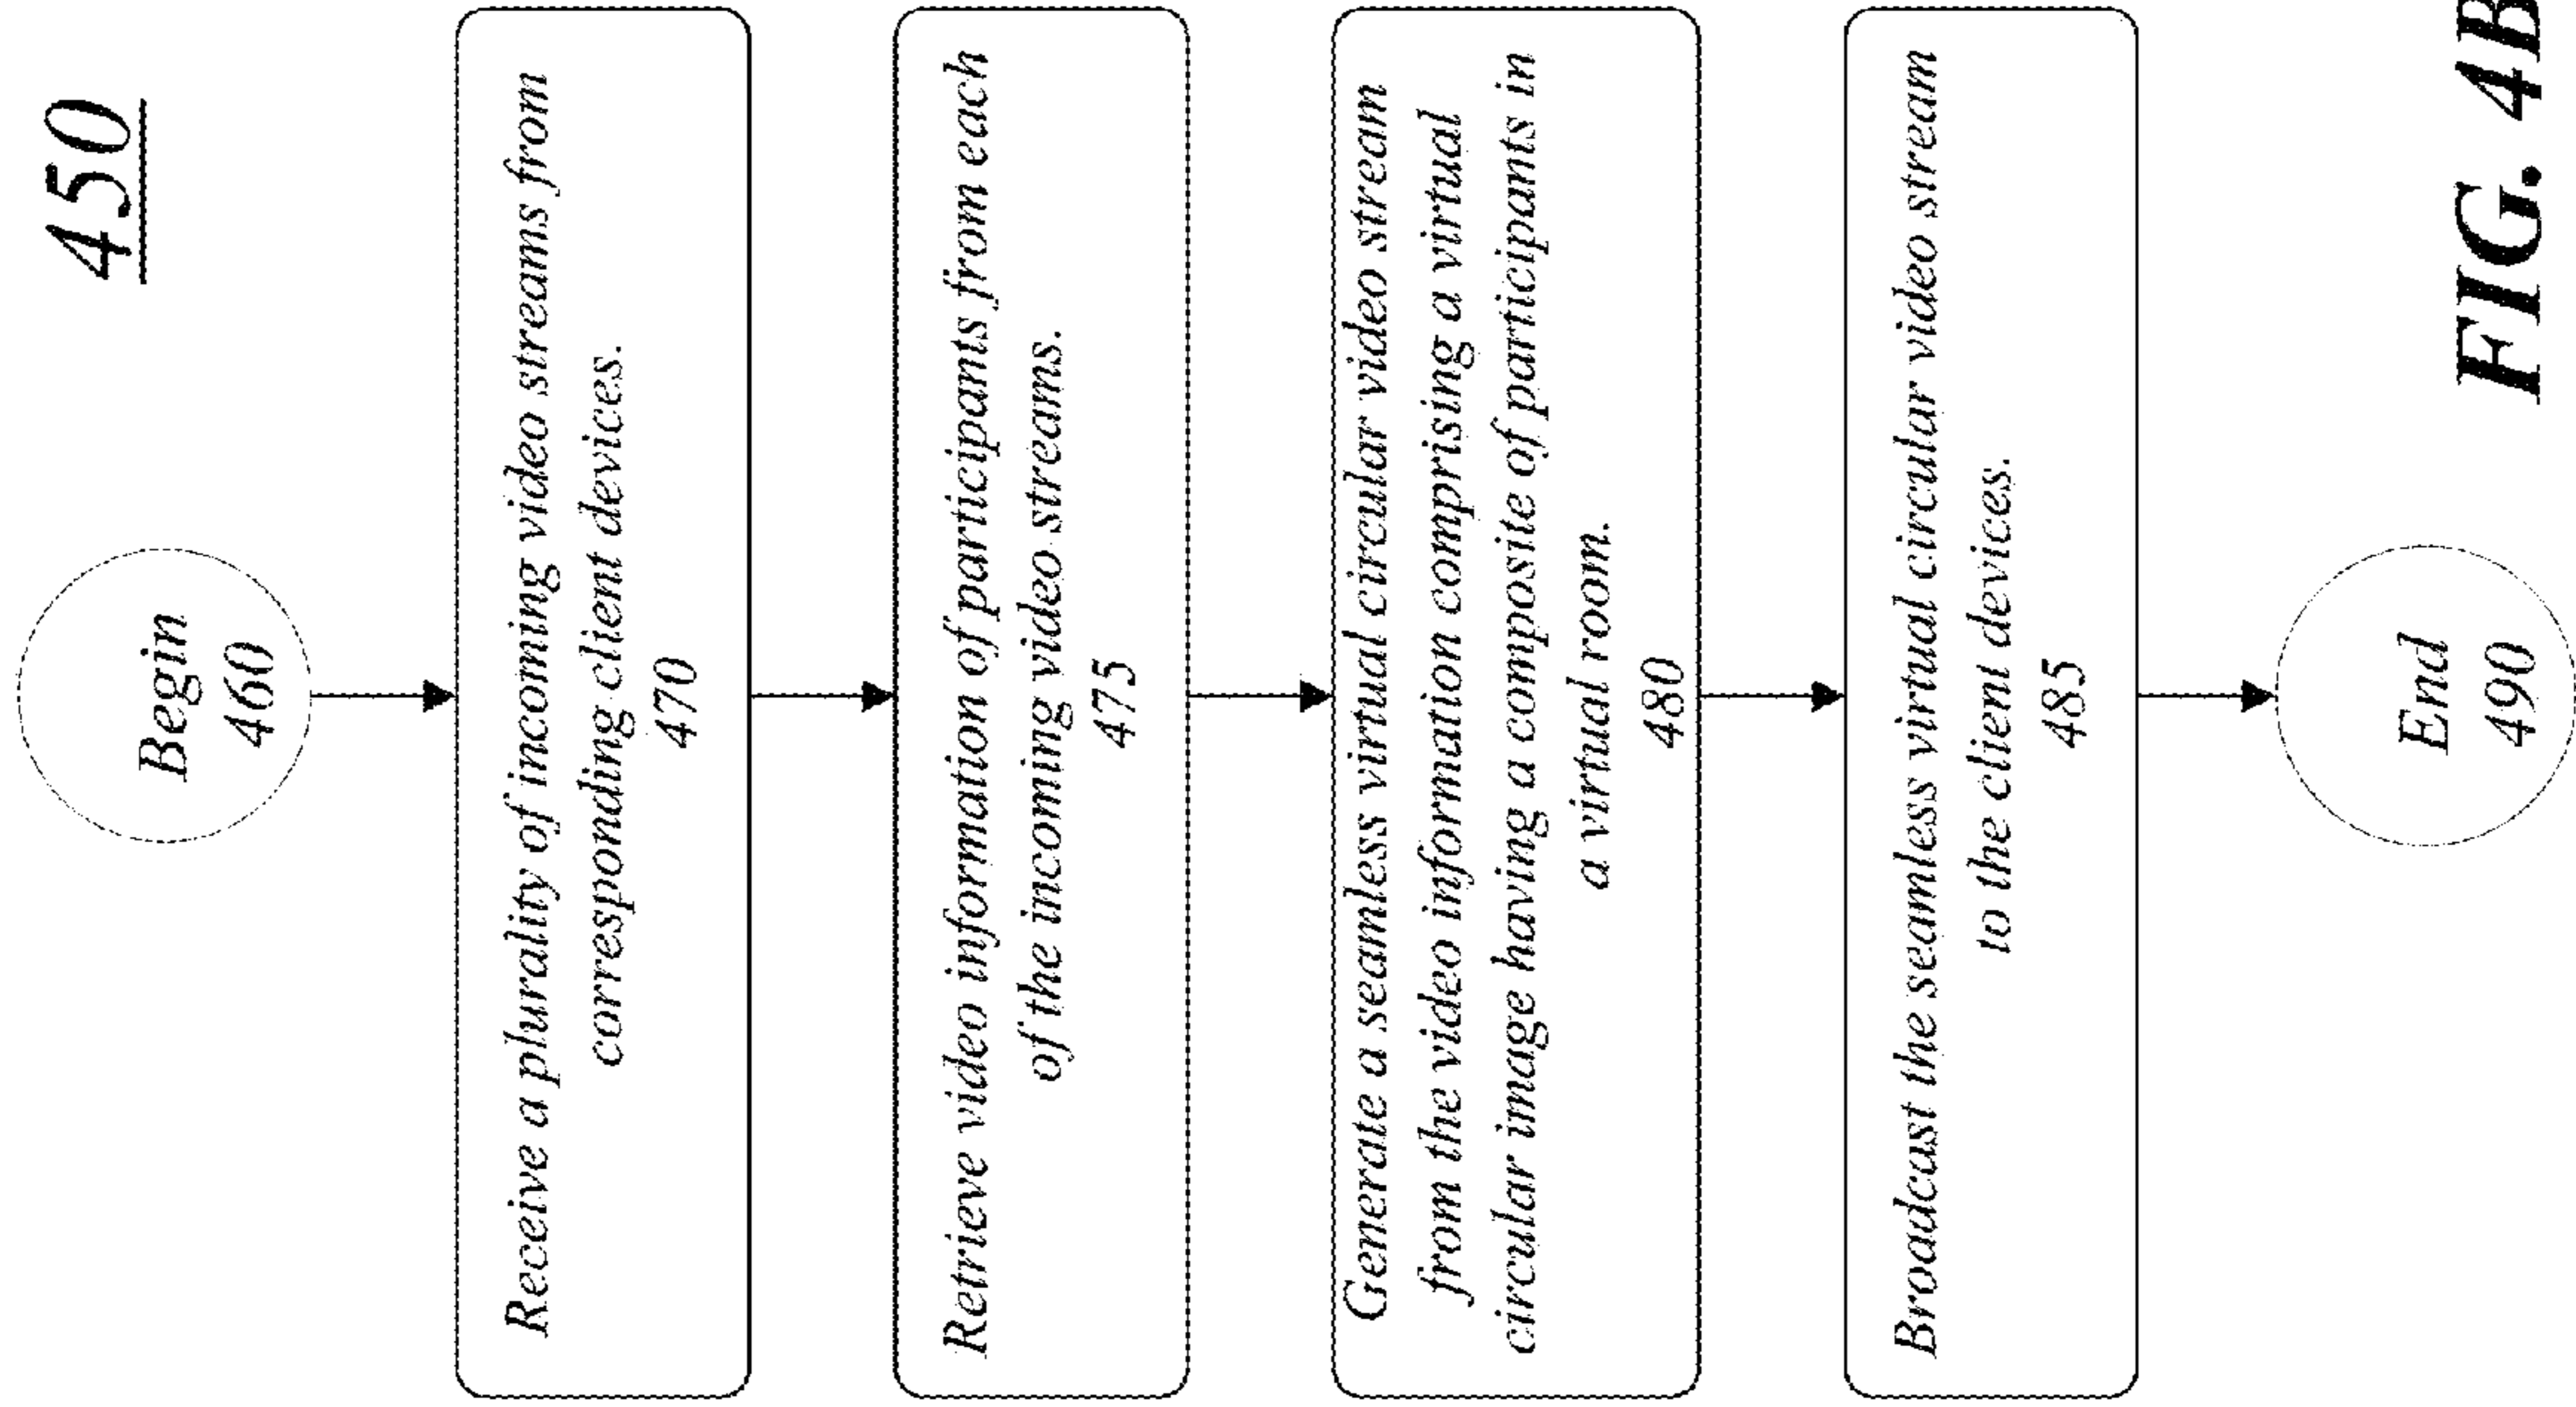 450
Begin
460
Receive a plurality of incoming video streams from
corresponding client devices.
470
Retrieve video information of participants from each
of the incoming video streams.
475
Generate a seamless virtual circular video stream
from the video information comprising a virtual
circular image having a composite of participants in
a virtual room.
480
Broadcast the seamless virtual circular video stream
to the client devices.
485
End
490
FIG. 4B